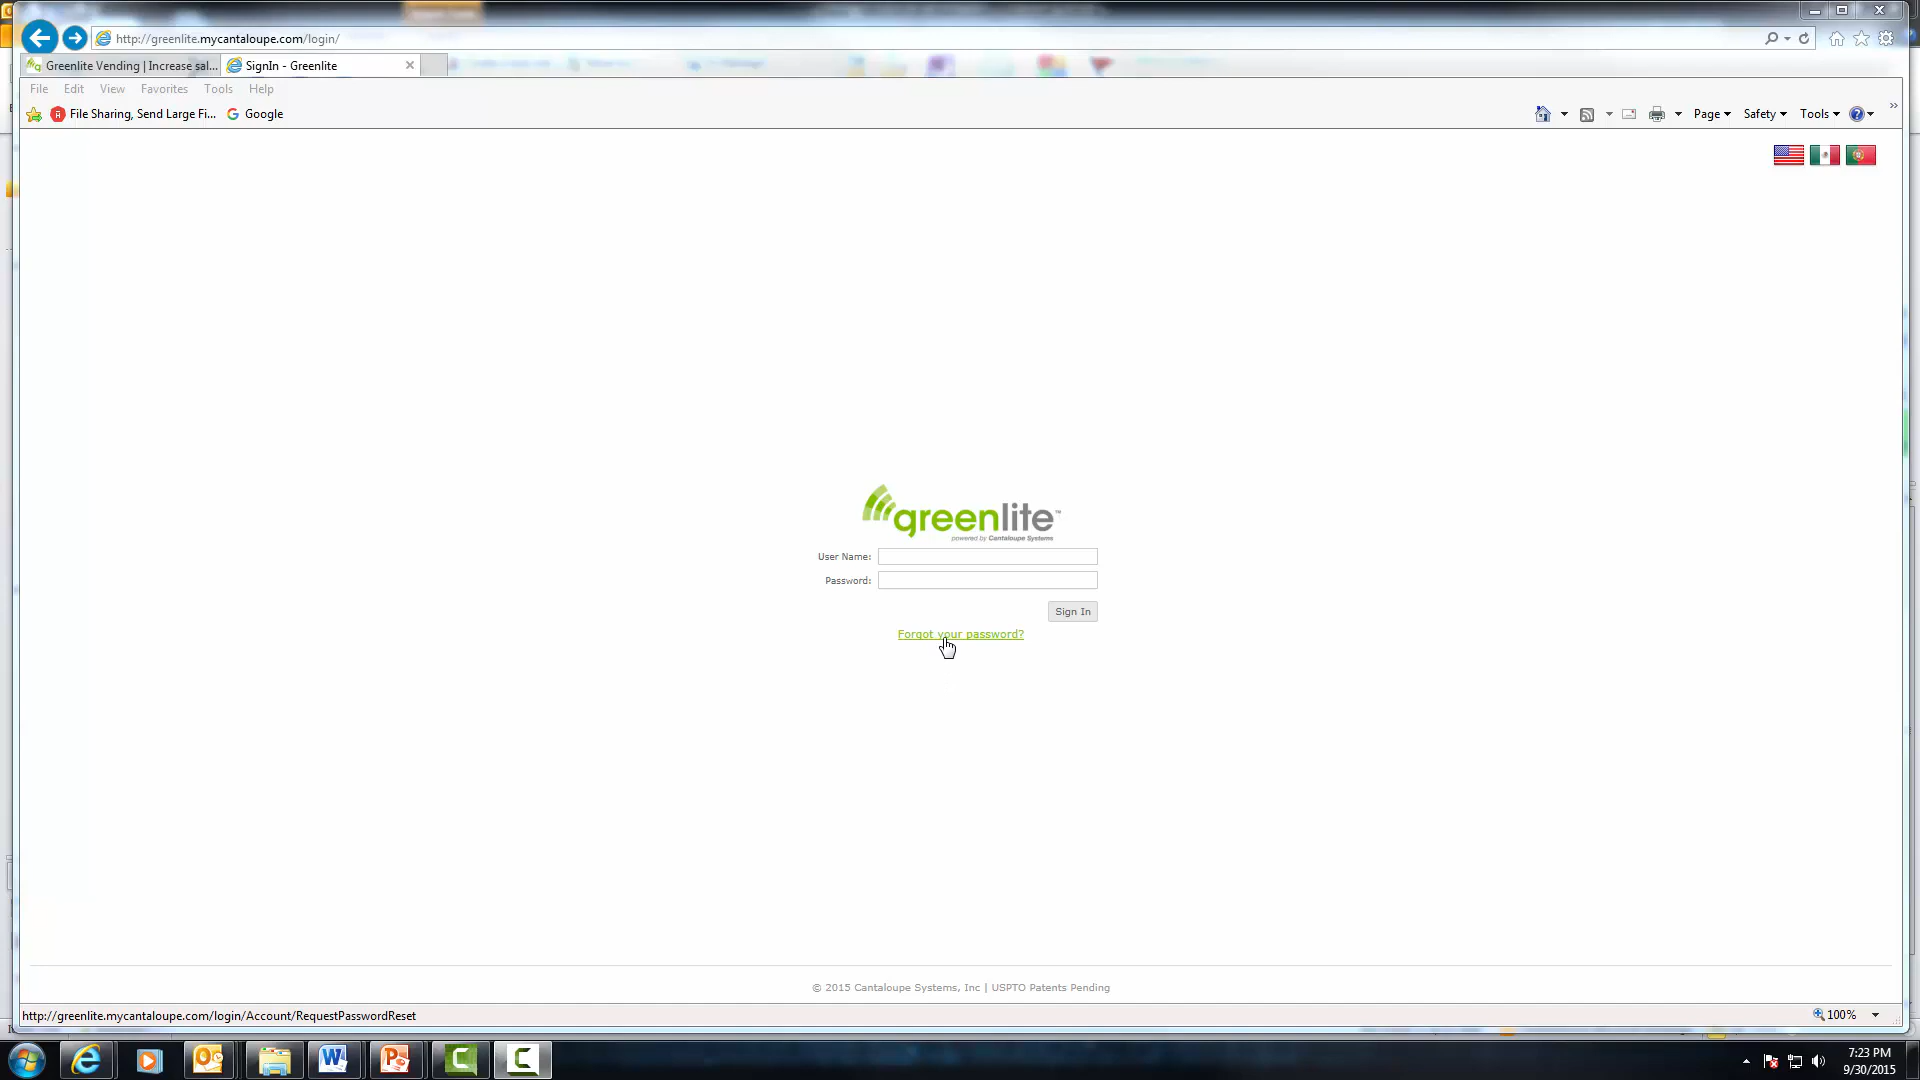 http://greenlite.mycantaloupe.com/login/
Greenlite Vending | Increase sal...
SignIn - Greenlite
File Edit View Favorites Tools Help
File Sharing, Send Large Fi... Google
Page Safety Tools
greenlite™
powered by Cantaloupe Systems
User Name:
Password:
Sign In
Forgot your password?
© 2015 Cantaloupe Systems, Inc | USPTO Patents Pending
http://greenlite.mycantaloupe.com/login/Account/RequestPasswordReset
100%
7:23 PM
9/30/2015